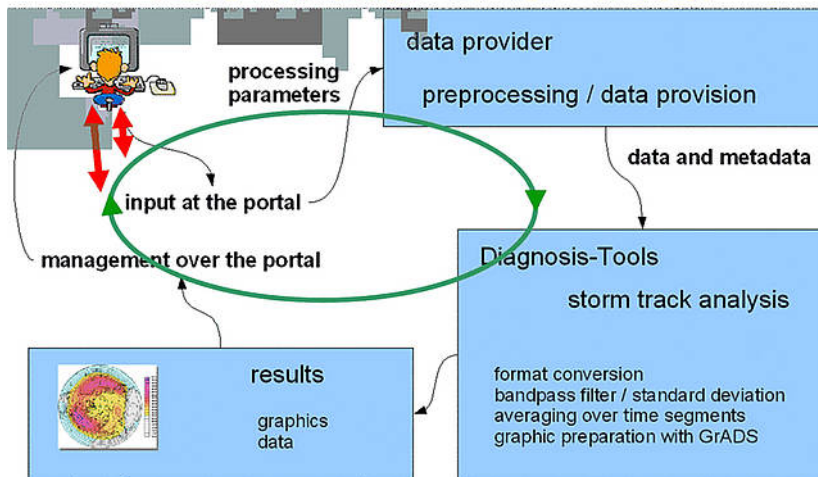 data provider
preprocessing / data provision
processing
parameters
data and metadata
input at the portal
management over the portal
Diagnosis-Tools
storm track analysis
format conversion
bandpass filter / standard deviation
averaging over time segments
graphic preparation with GrADS
results
graphics
data